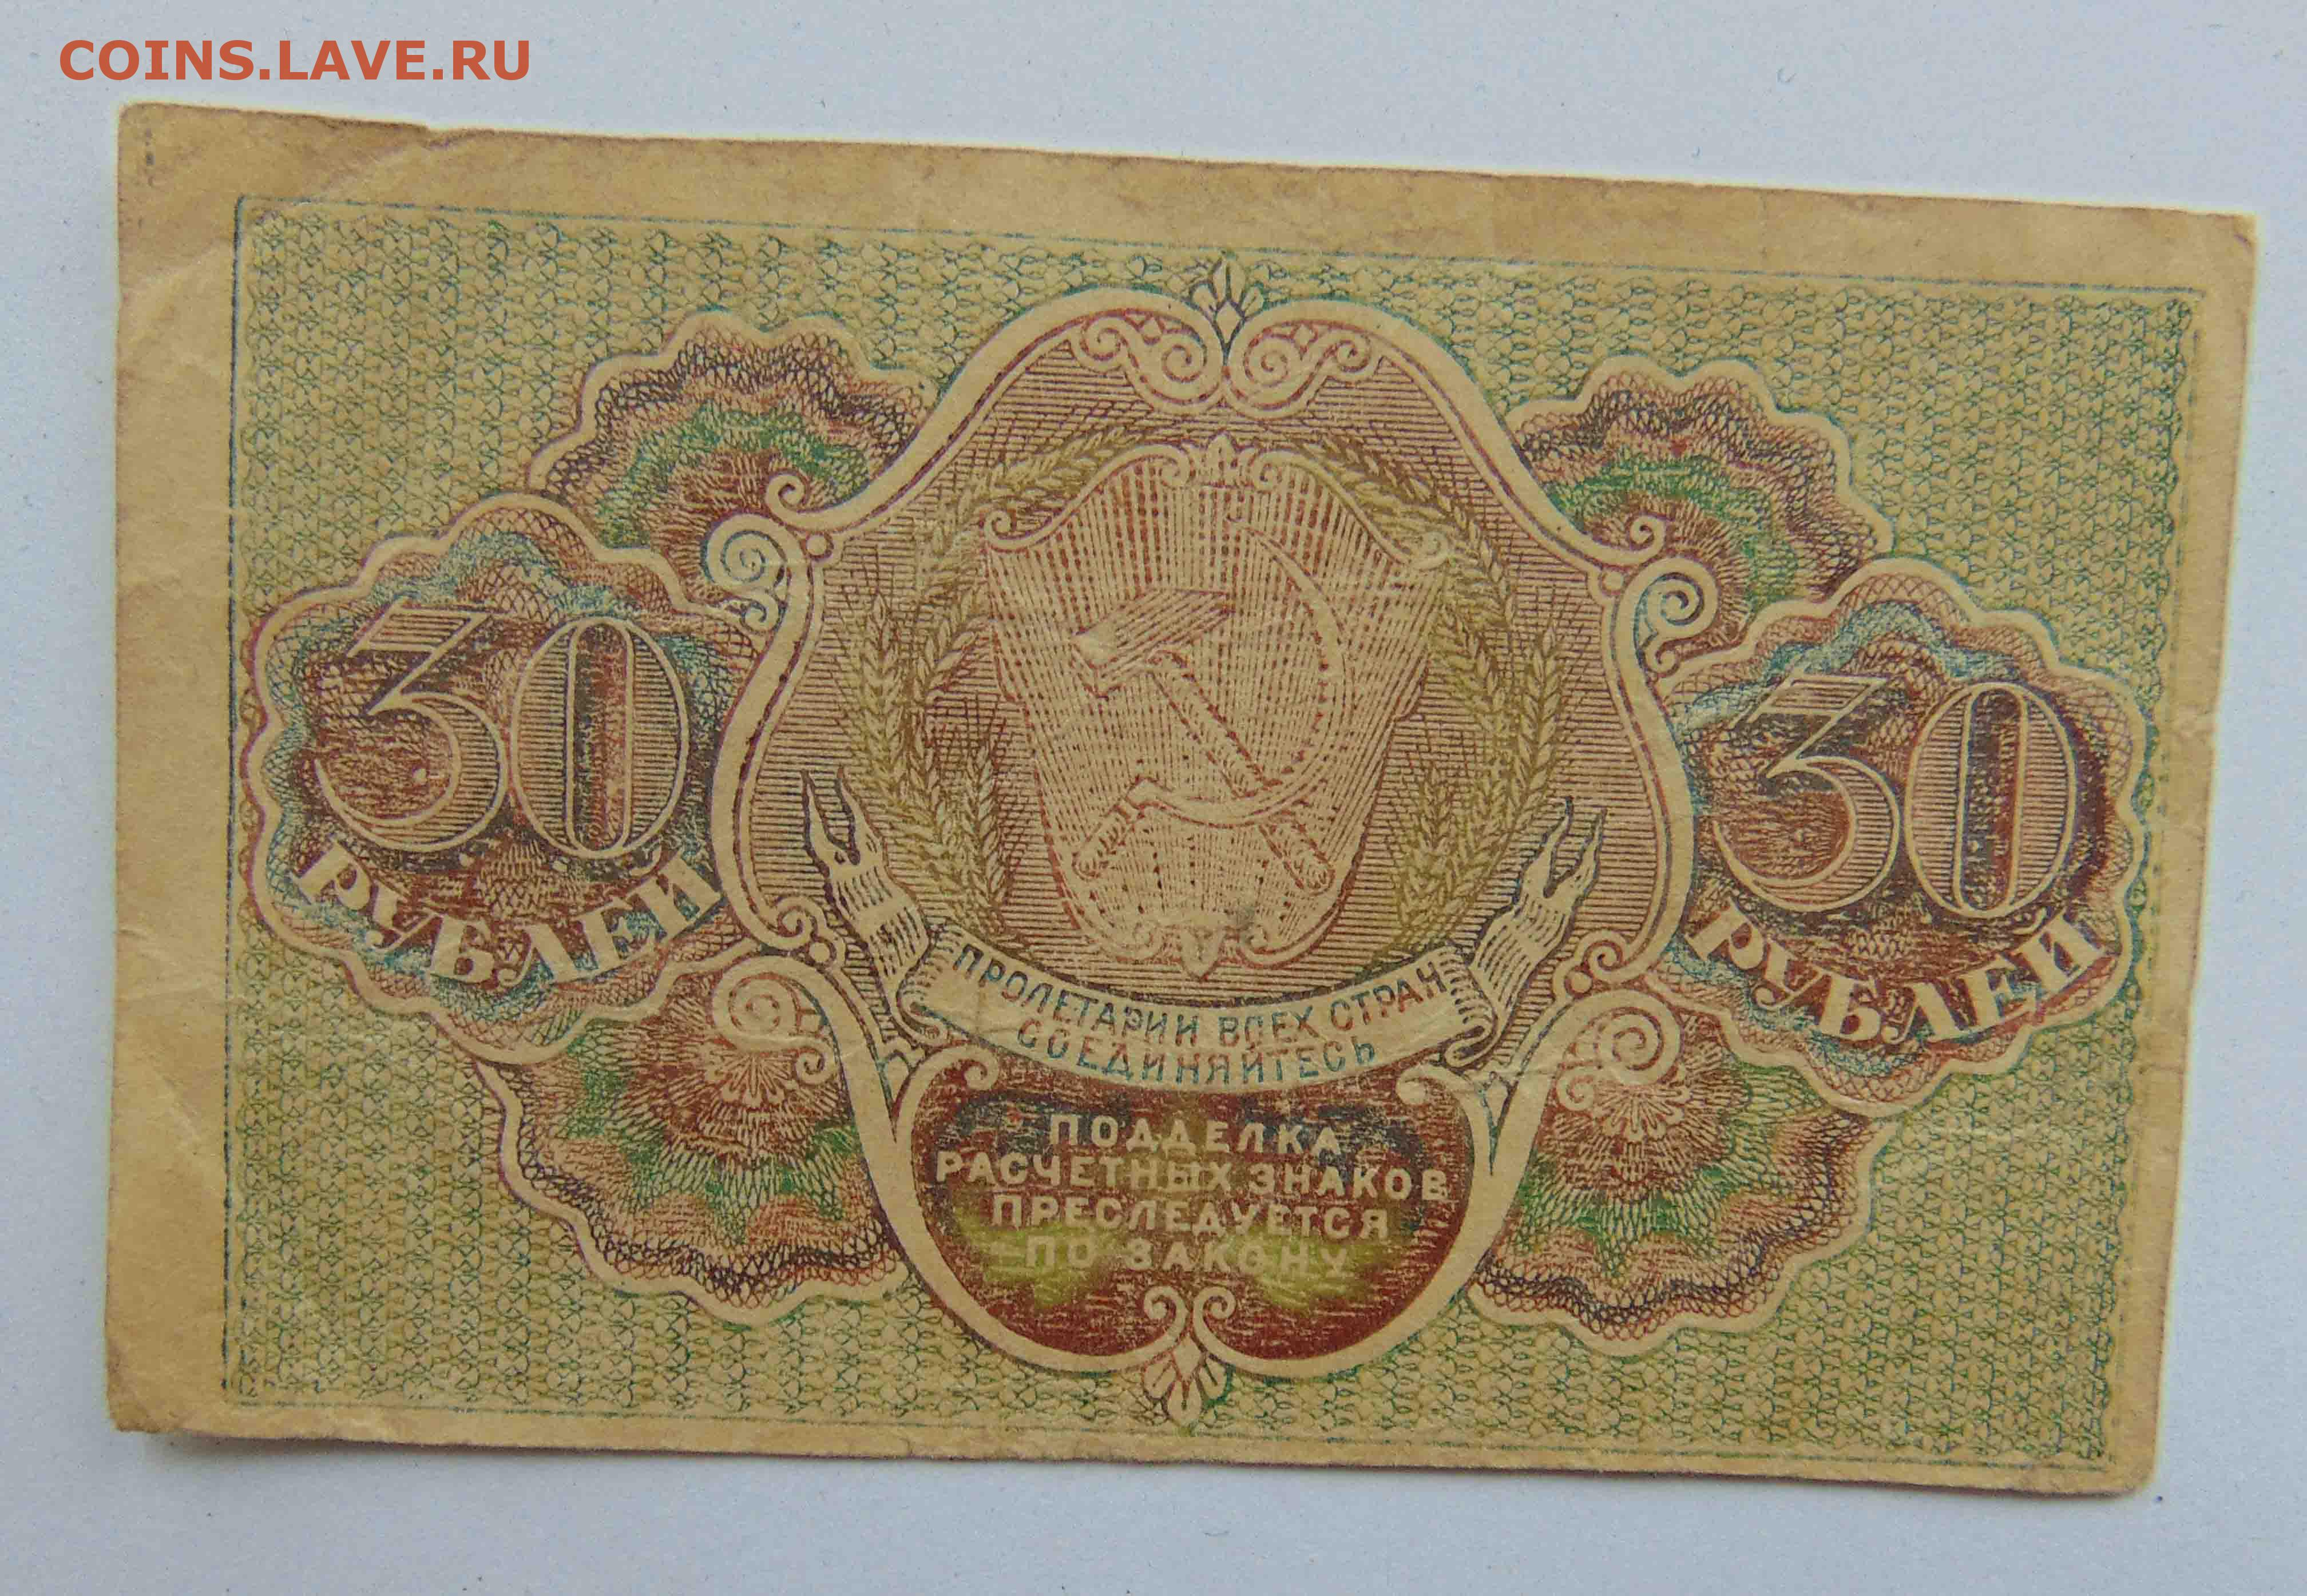 COINS.LAVE.RU
30
РУБЛЕЙ
30
РУБЛЕЙ
ПРОЛЕТАРИИ ВСЕХ СТРАН
СОЕДИНЯЙТЕСЬ
ПОДДЕЛКА
РАСЧЕТНЫХ ЗНАКОВ
ПРЕСЛЕДУЕТСЯ
ПО ЗАКОНУ